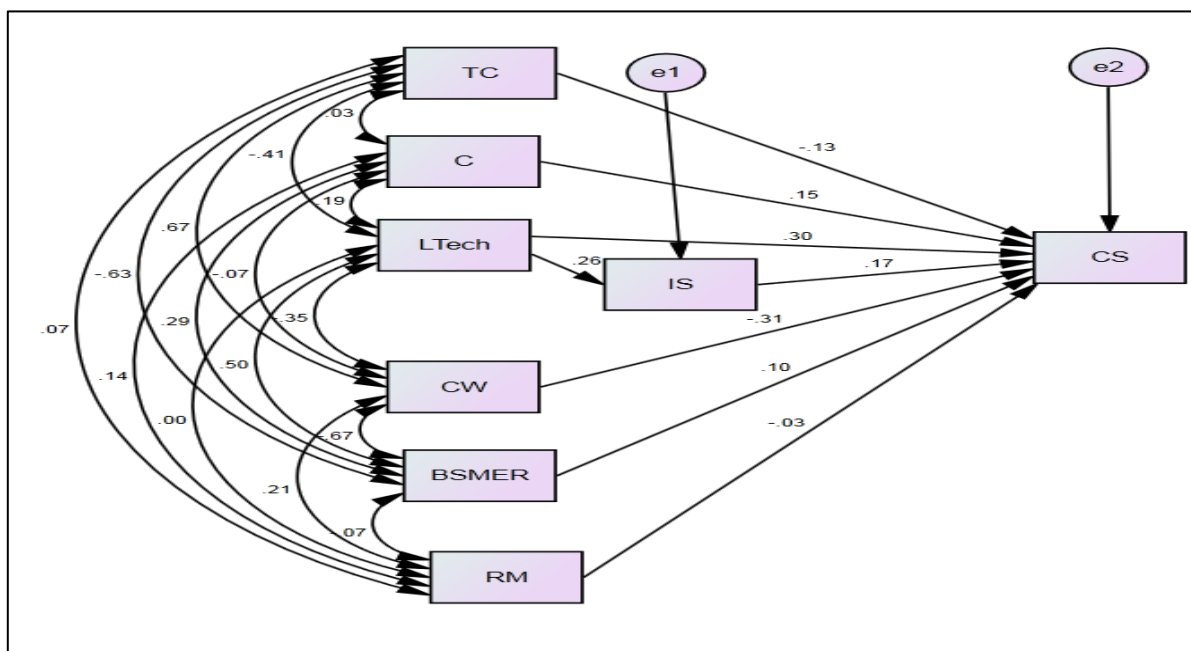 TC
e1
e2
.03
-.41
-.13
C
.15
.19
LTech
.30
CS
.67
-.07
.26
IS
.17
-.63
.07
.29
-.35
-.31
.50
.14
CW
.10
.00
-.67
-.03
BSMER
.21
-.07
RM